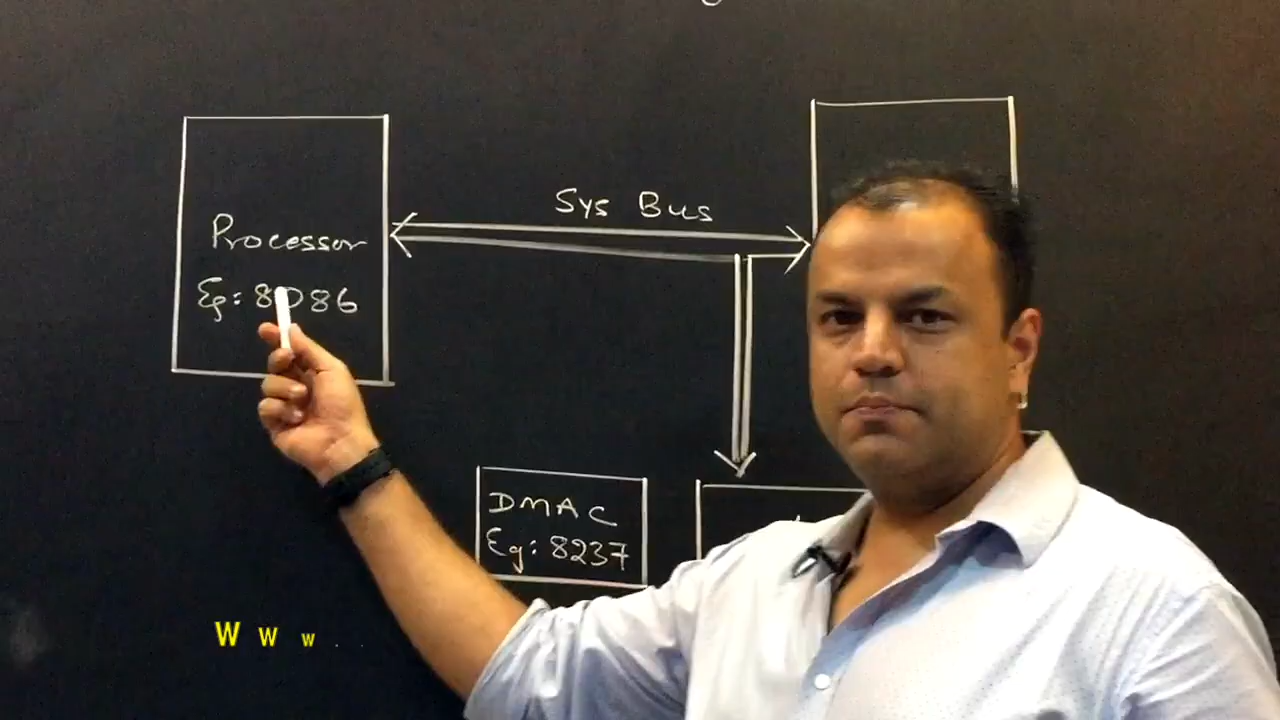 Sys Bus
Processor
Eg: 8086
DMAC
Eg: 8237
W w w . .